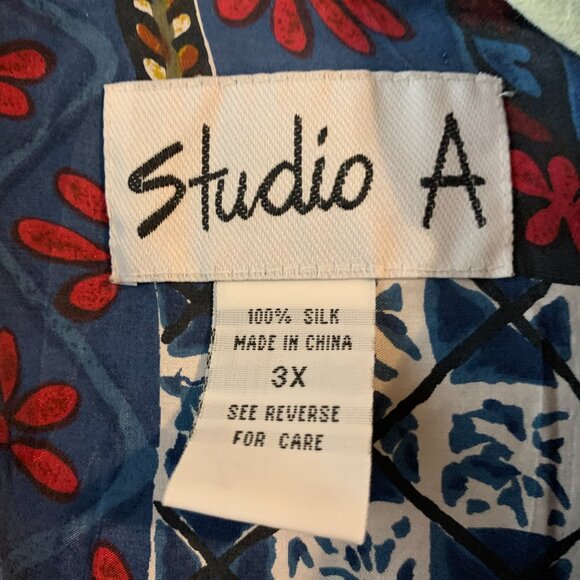 Studio A
100% SILK
MADE IN CHINA
3X
SEE REVERSE
FOR CARE